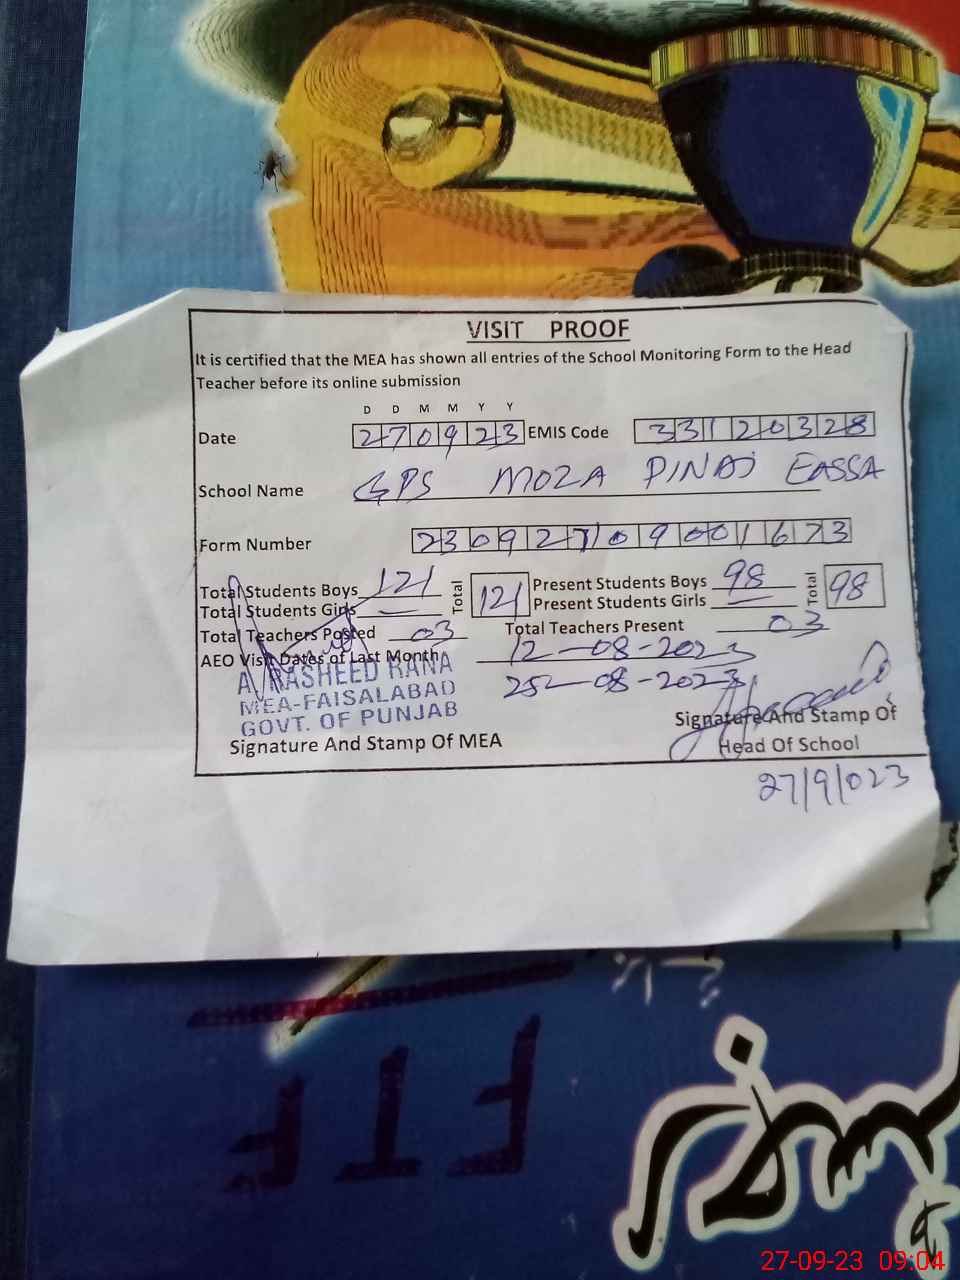 VISIT PROOF
It is certified that the MEA has shown all entries of the School Monitoring Form to the Head
Teacher before its online submission
D D M M Y Y
Date 270923 EMIS Code 33120328
School Name GPS MOZA PIND EASSA
Form Number 230927090001673
Total Students Boys 121 Total 121 Present Students Boys 98 Total 98
Total Students Girls — Present Students Girls —
Total Teachers Posted 03 Total Teachers Present 03
AEO Visit Dates of Last Month 12-08-2023
25-08-2023
A. RASHEED RANA
MEA-FAISALABAD
GOVT. OF PUNJAB
Signature And Stamp Of MEA
Signature And Stamp Of
Head Of School
27/9/023
FTF
27-09-23 09:04